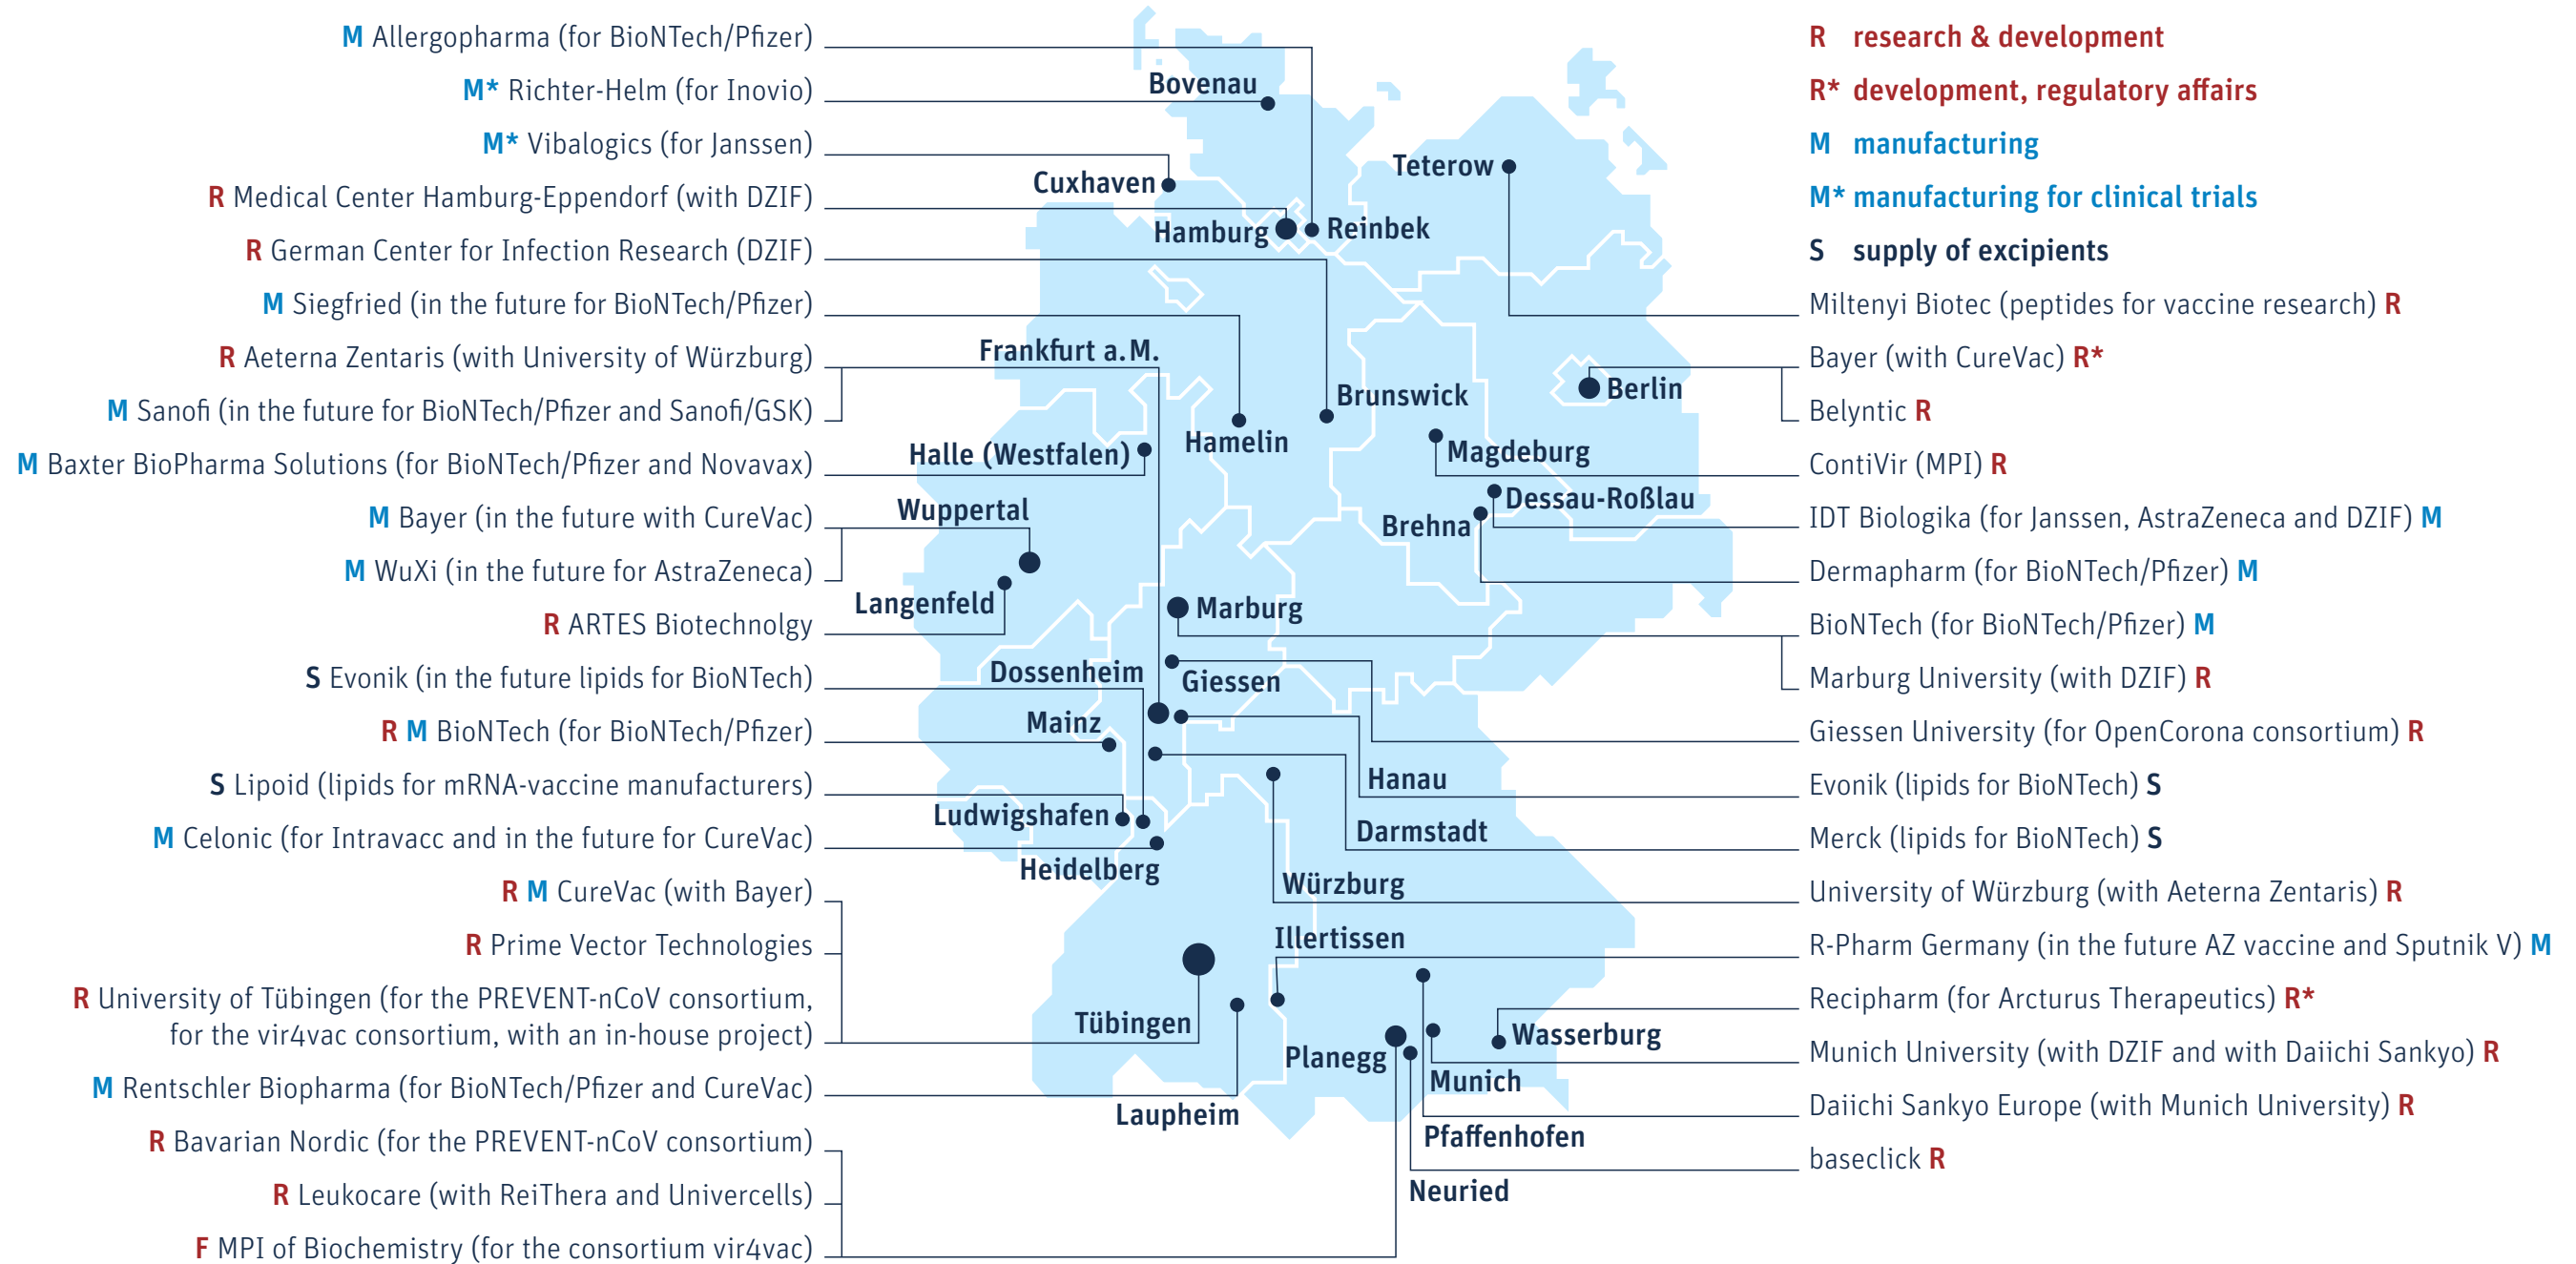 M Allergopharma (for BioNTech/Pfizer)
M* Richter-Helm (for Inovio)
M* Vibalogics (for Janssen)
R Medical Center Hamburg-Eppendorf (with DZIF)
R German Center for Infection Research (DZIF)
M Siegfried (in the future for BioNTech/Pfizer)
R Aeterna Zentaris (with University of Würzburg)
M Sanofi (in the future for BioNTech/Pfizer and Sanofi/GSK)
M Baxter BioPharma Solutions (for BioNTech/Pfizer and Novavax)
M Bayer (in the future with CureVac)
M WuXi (in the future for AstraZeneca)
R ARTES Biotechnolgy
S Evonik (in the future lipids for BioNTech)
R M BioNTech (for BioNTech/Pfizer)
S Lipoid (lipids for mRNA-vaccine manufacturers)
M Celonic (for Intravacc and in the future for CureVac)
R M CureVac (with Bayer)
R Prime Vector Technologies
R University of Tübingen (for the PREVENT-nCoV consortium,
for the vir4vac consortium, with an in-house project)
M Rentschler Biopharma (for BioNTech/Pfizer and CureVac)
R Bavarian Nordic (for the PREVENT-nCoV consortium)
R Leukocare (with ReiThera and Univercells)
F MPI of Biochemistry (for the consortium vir4vac)
Bovenau
Teterow
Cuxhaven
Hamburg
Reinbek
Frankfurt a.M.
Berlin
Brunswick
Hamelin
Halle (Westfalen)
Magdeburg
Dessau-Roßlau
Wuppertal
Brehna
Langenfeld
Marburg
Dossenheim
Giessen
Mainz
Hanau
Ludwigshafen
Darmstadt
Heidelberg
Würzburg
Illertissen
Tübingen
Wasserburg
Planegg
Munich
Laupheim
Pfaffenhofen
Neuried
R research & development
R* development, regulatory affairs
M manufacturing
M* manufacturing for clinical trials
S supply of excipients
Miltenyi Biotec (peptides for vaccine research) R
Bayer (with CureVac) R*
Belyntic R
ContiVir (MPI) R
IDT Biologika (for Janssen, AstraZeneca and DZIF) M
Dermapharm (for BioNTech/Pfizer) M
BioNTech (for BioNTech/Pfizer) M
Marburg University (with DZIF) R
Giessen University (for OpenCorona consortium) R
Evonik (lipids for BioNTech) S
Merck (lipids for BioNTech) S
University of Würzburg (with Aeterna Zentaris) R
R-Pharm Germany (in the future AZ vaccine and Sputnik V) M
Recipharm (for Arcturus Therapeutics) R*
Munich University (with DZIF and with Daiichi Sankyo) R
Daiichi Sankyo Europe (with Munich University) R
baseclick R